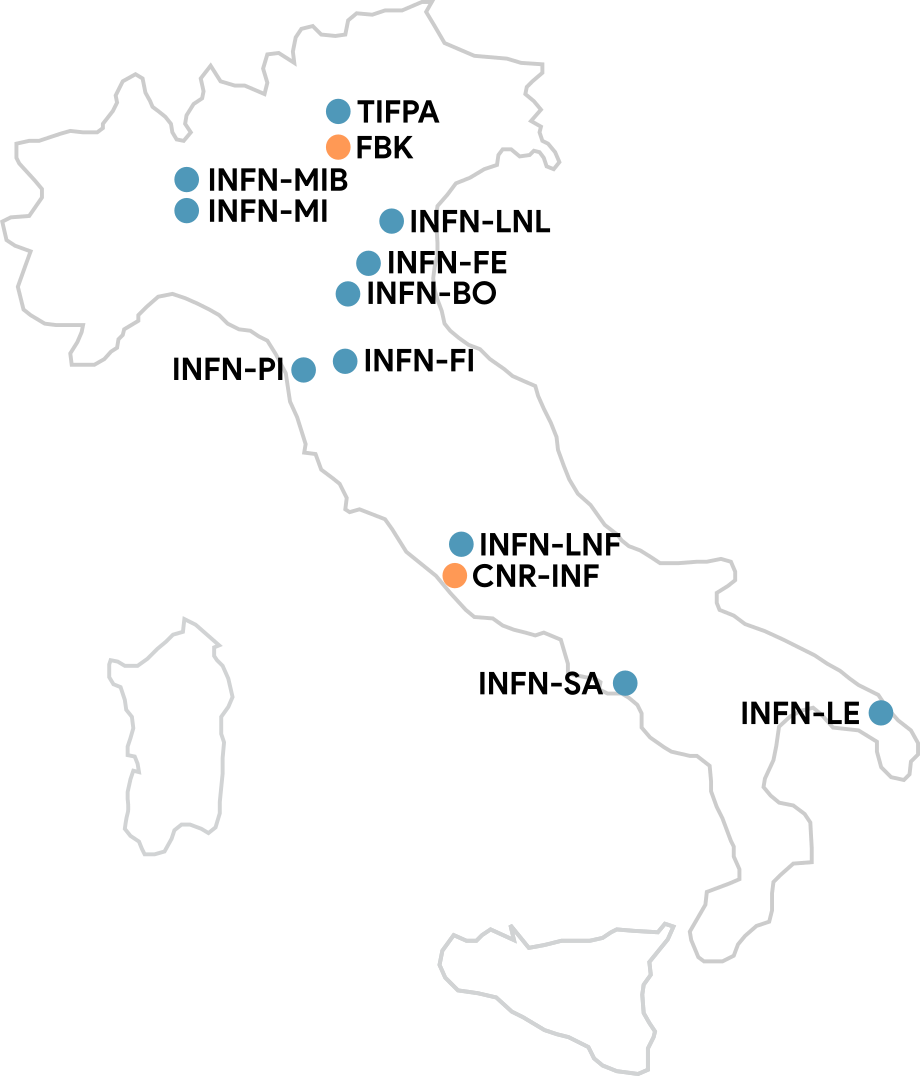 TIFPA
FBK
INFN-MIB
INFN-MI
INFN-LNL
INFN-FE
INFN-BO
INFN-PI
INFN-FI
INFN-LNF
CNR-INF
INFN-SA
INFN-LE